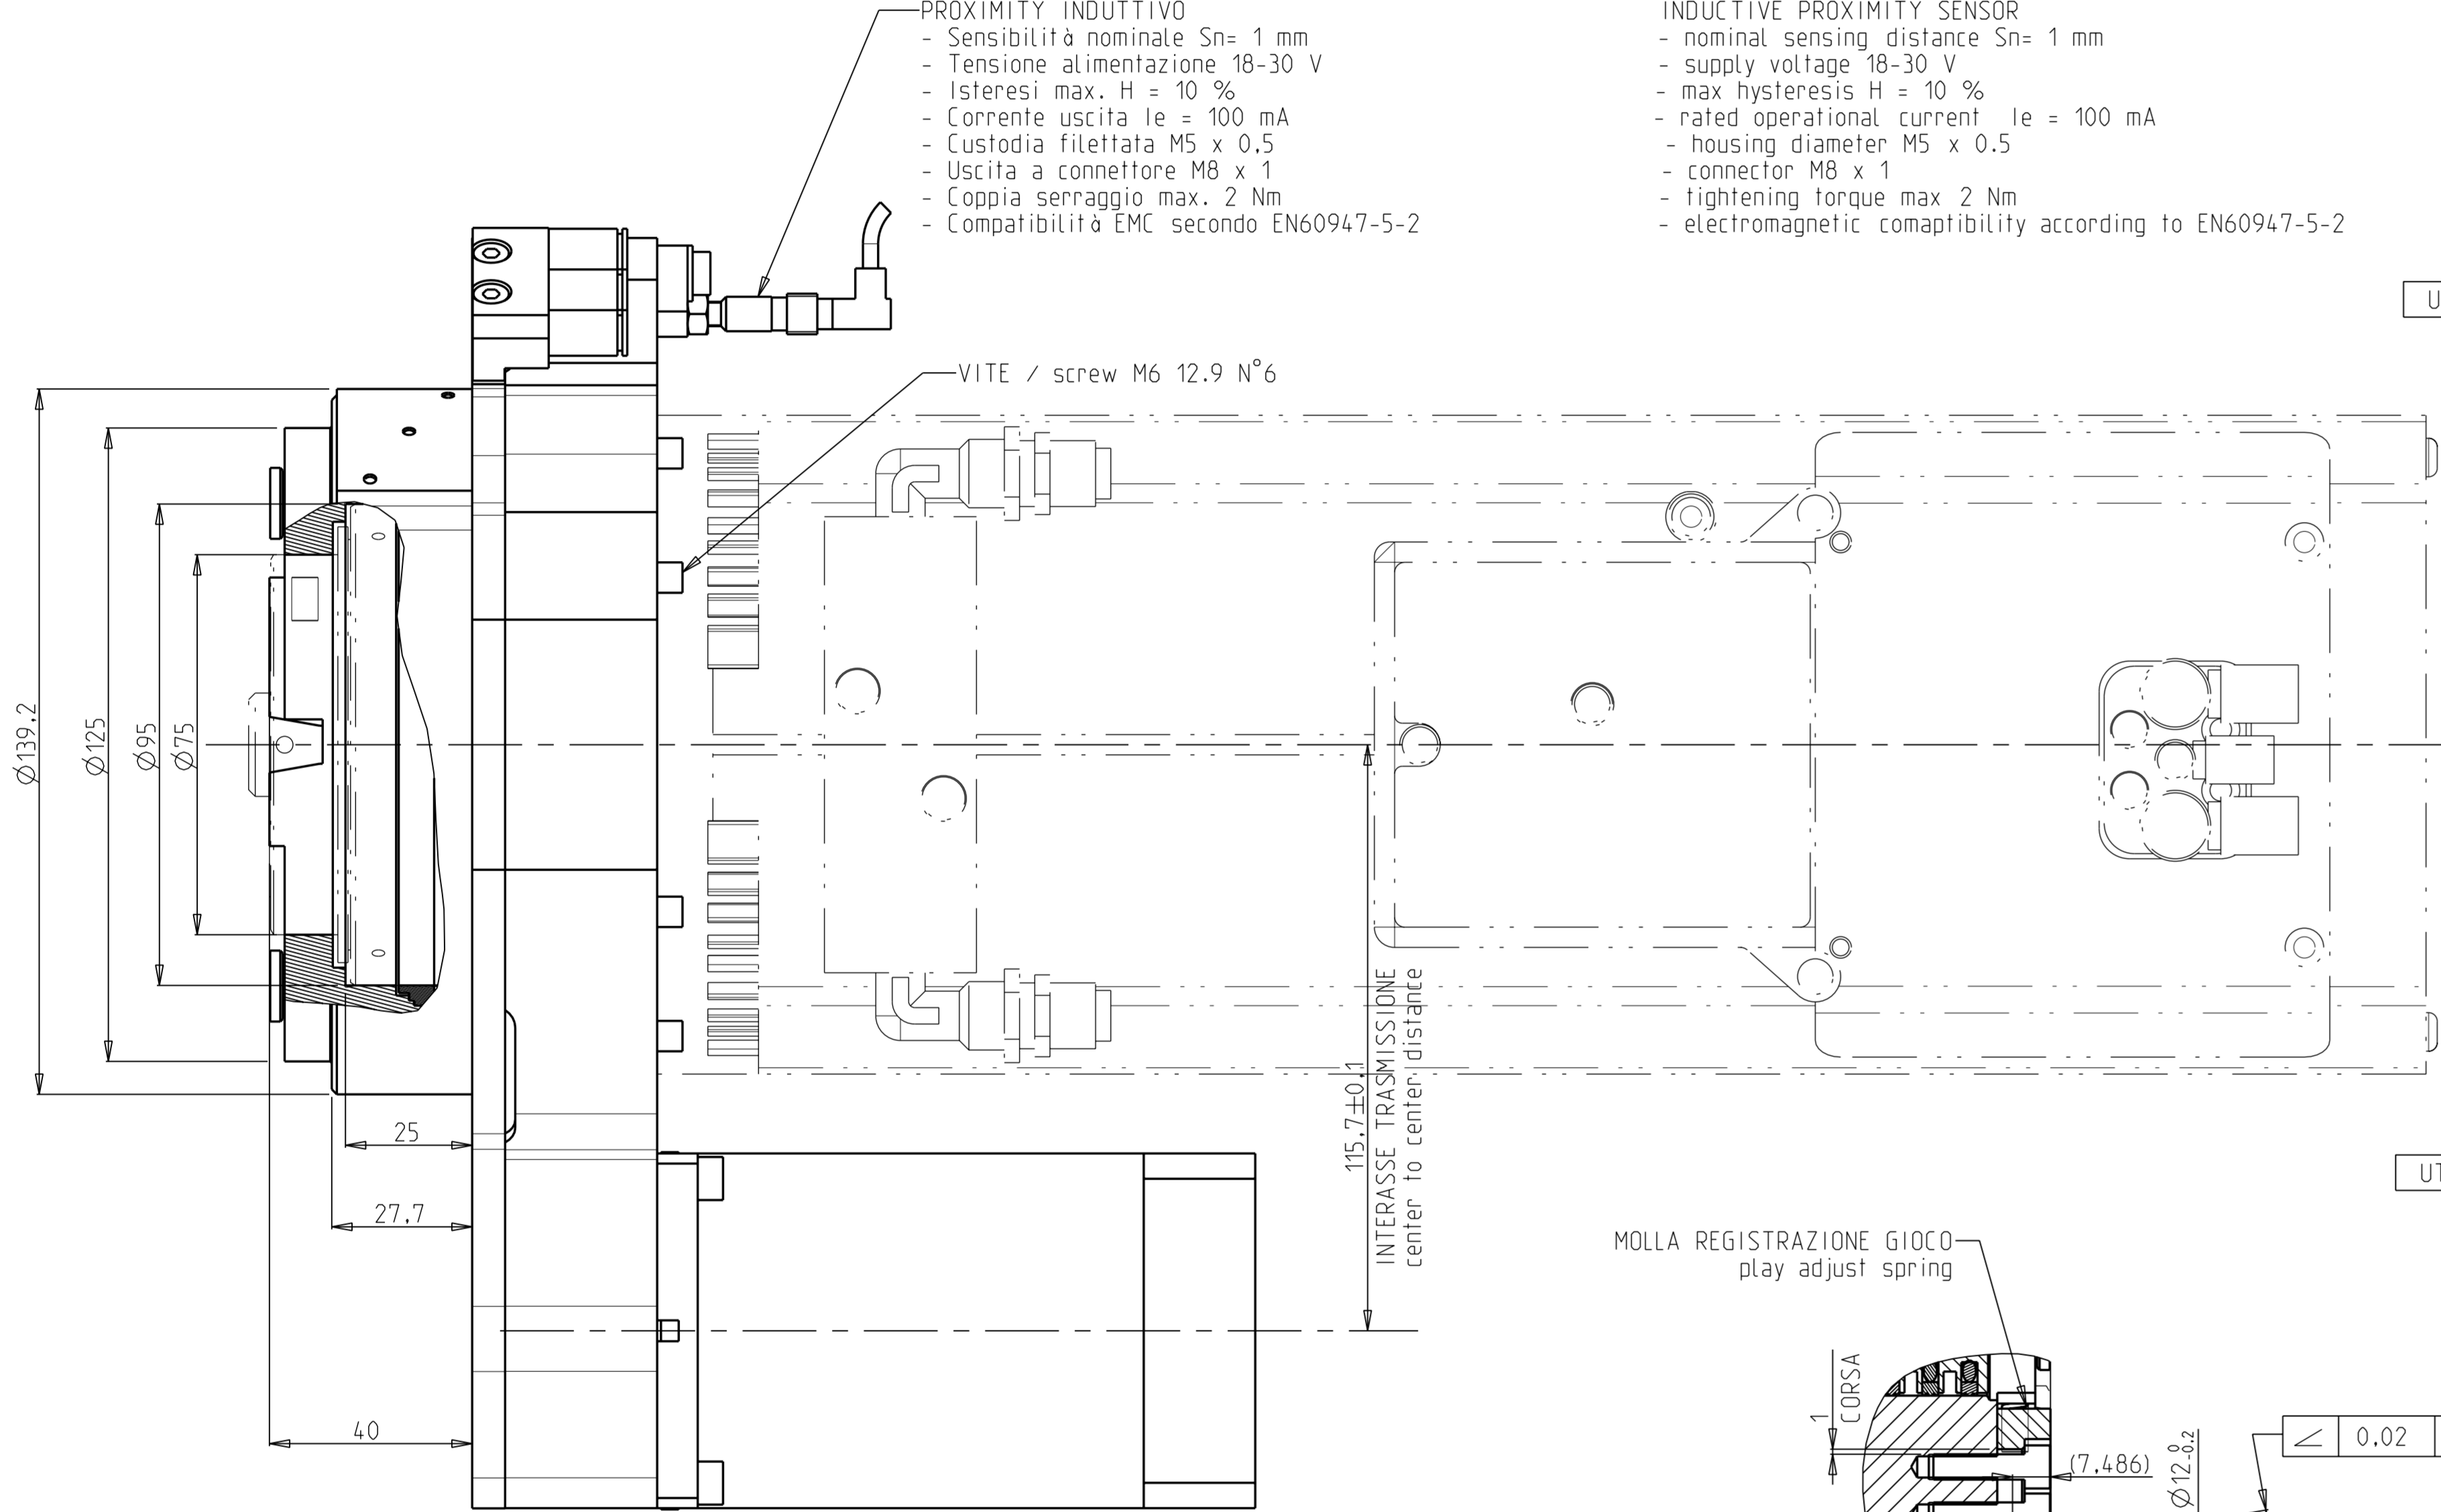 PROXIMITY INDUTTIVO
- Sensibilità nominale Sn= 1 mm
- Tensione alimentazione 18-30 V
- Isteresi max. H = 10 %
- Corrente uscita Ie = 100 mA
- Custodia filettata M5 x 0,5
- Uscita a connettore M8 x 1
- Coppia serraggio max. 2 Nm
- Compatibilità EMC secondo EN60947-5-2
INDUCTIVE PROXIMITY SENSOR
- nominal sensing distance Sn= 1 mm
- supply voltage 18-30 V
- max hysteresis H = 10 %
- rated operational current Ie = 100 mA
- housing diameter M5 x 0.5
- connector M8 x 1
- tightening torque max 2 Nm
- electromagnetic comaptibility according to EN60947-5-2
U
VITE / screw M6 12.9 N°6
Ø139,2
Ø125
Ø95
Ø75
25
27,7
40
115,7±0,1
INTERASSE TRASMISSIONE
center to center distance
UT
MOLLA REGISTRAZIONE GIOCO
play adjust spring
1
CORSA
(7,486)
Ø12-0,2 0
0,02